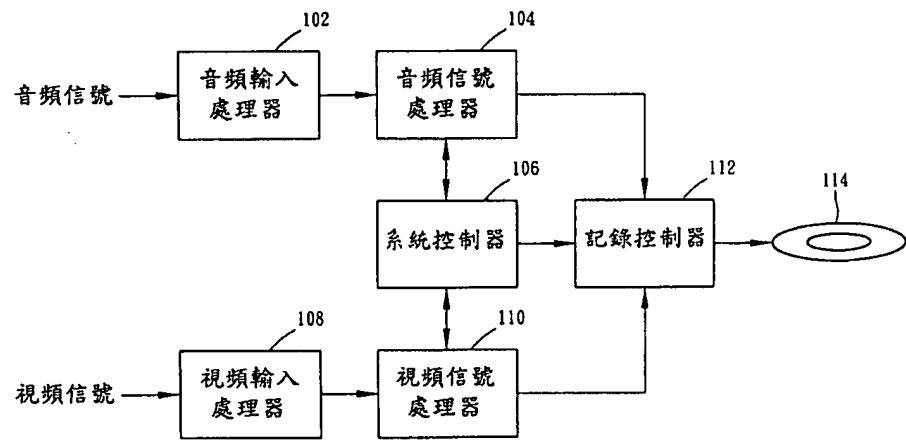 102
104
音頻信號
音頻輸入
處理器
音頻信號
處理器
106
112
114
系統控制器
記錄控制器
108
110
視頻信號
視頻輸入
處理器
視頻信號
處理器